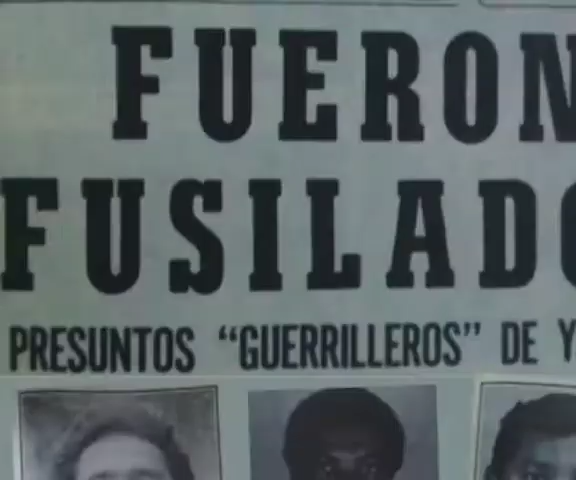 FUERON
FUSILADO
PRESUNTOS “GUERRILLEROS” DE Y